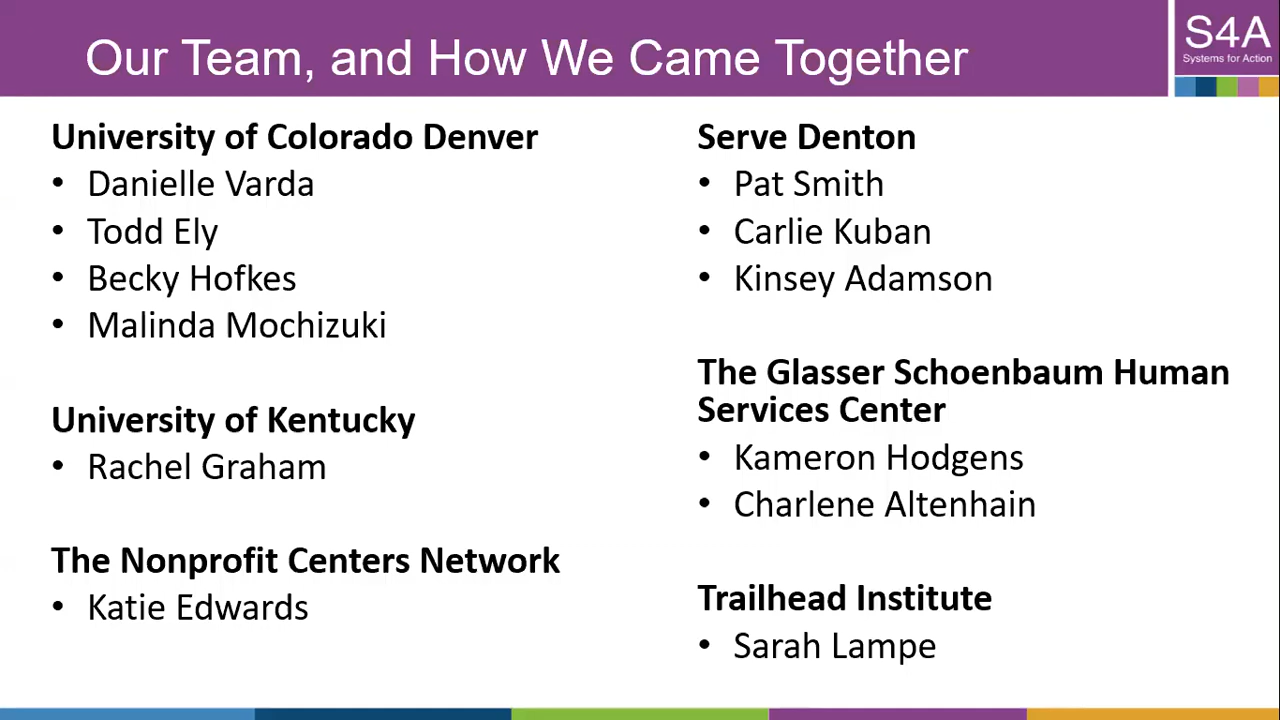 Our Team, and How We Came Together
S4A
Systems for Action
University of Colorado Denver
• Danielle Varda
• Todd Ely
• Becky Hofkes
• Malinda Mochizuki
University of Kentucky
• Rachel Graham
The Nonprofit Centers Network
• Katie Edwards
Serve Denton
• Pat Smith
• Carlie Kuban
• Kinsey Adamson
The Glasser Schoenbaum Human
Services Center
• Kameron Hodgens
• Charlene Altenhain
Trailhead Institute
• Sarah Lampe